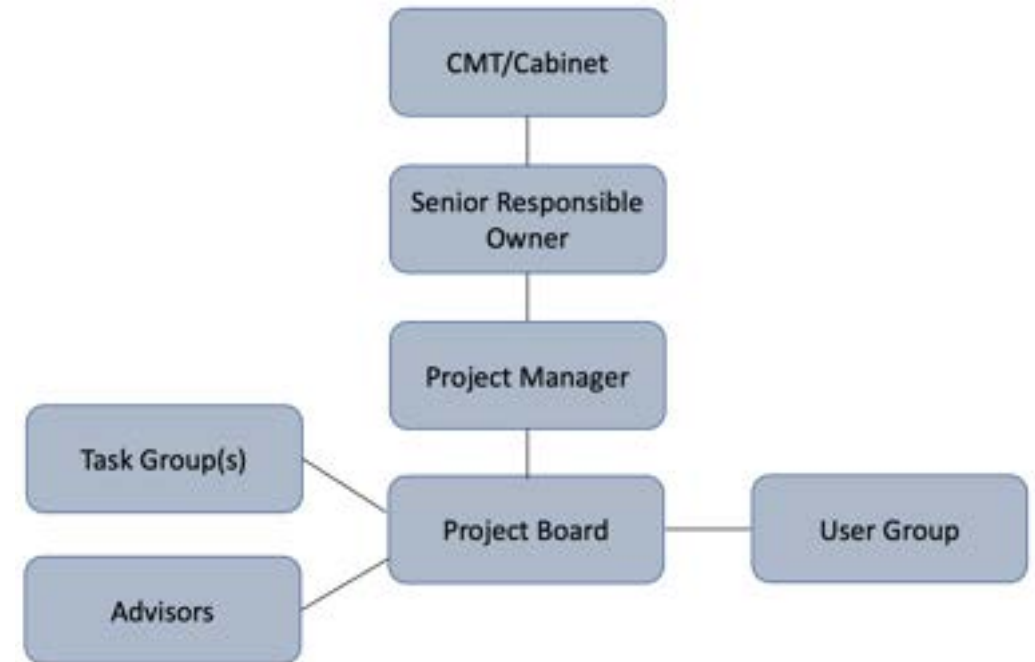 CMT/Cabinet
Senior Responsible
Owner
Project Manager
Task Group(s)
Project Board
User Group
Advisors